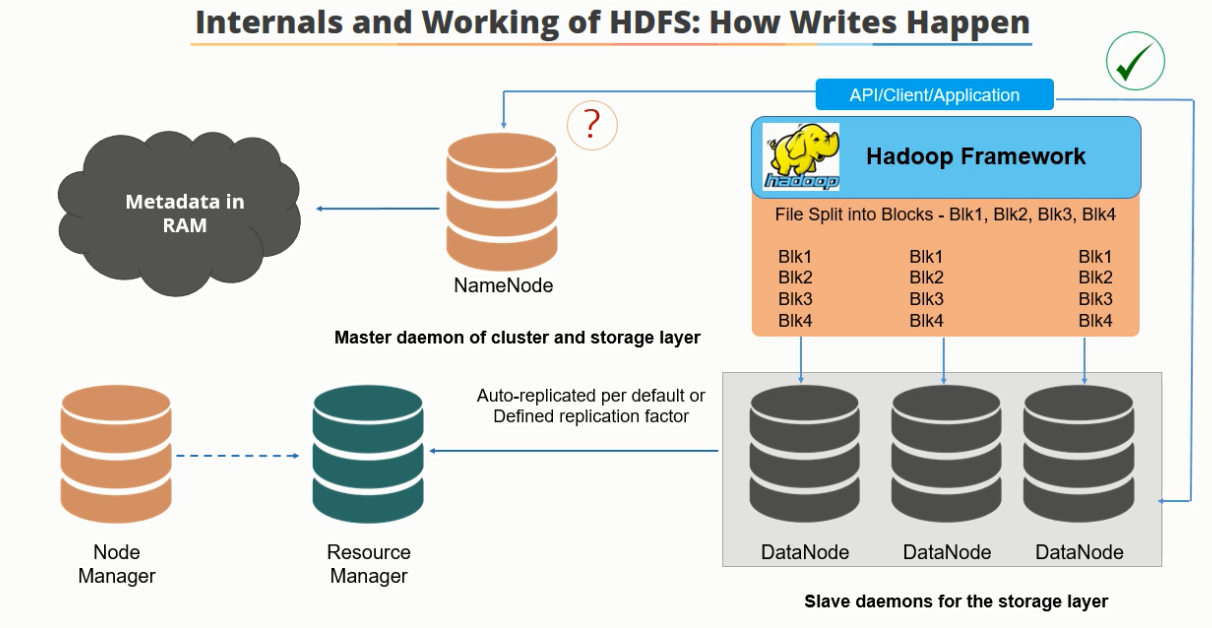 Internals and Working of HDFS: How Writes Happen
API/Client/Application
?
hadoop
Hadoop Framework
Metadata in
RAM
File Split into Blocks - Blk1, Blk2, Blk3, Blk4
Blk1 Blk1 Blk1
Blk2 Blk2 Blk2
Blk3 Blk3 Blk3
Blk4 Blk4 Blk4
NameNode
Master daemon of cluster and storage layer
Auto-replicated per default or
Defined replication factor
Node
Manager
Resource
Manager
DataNode DataNode DataNode
Slave daemons for the storage layer